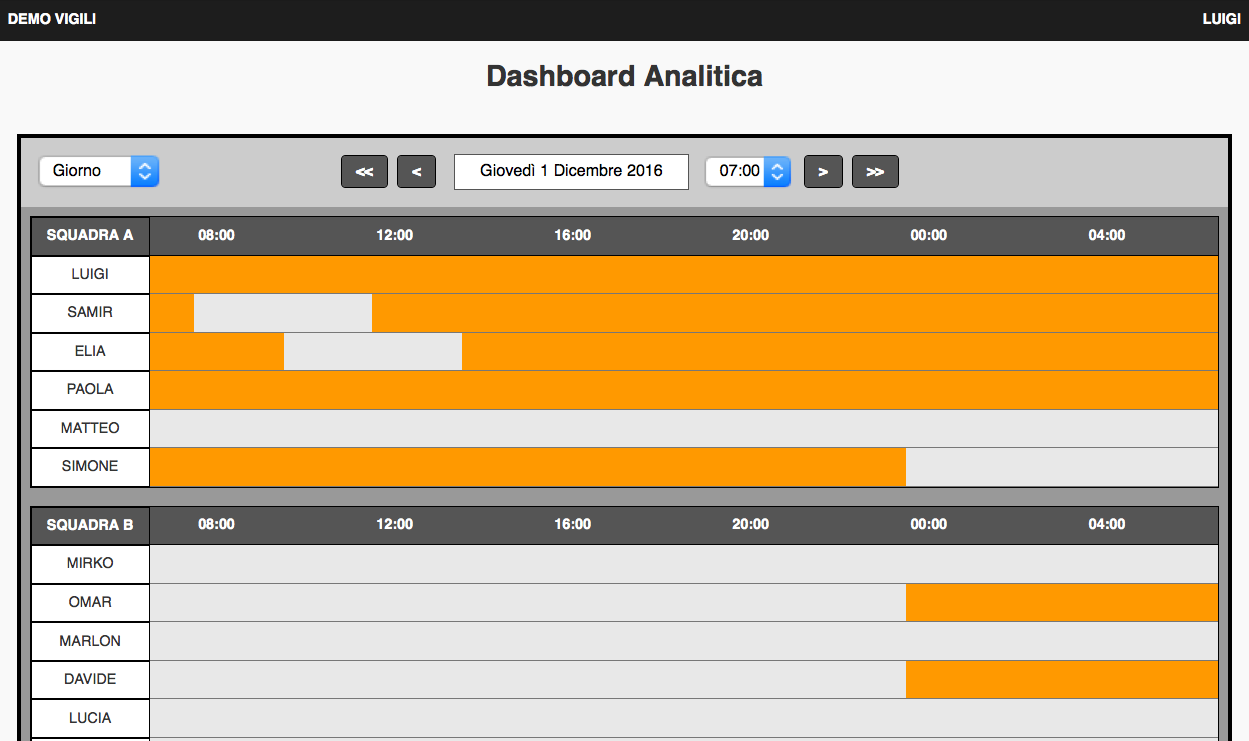 DEMO VIGILI LUIGI
Dashboard Analitica
Giorno << < Giovedì 1 Dicembre 2016 07:00 > >>
SQUADRA A 08:00 12:00 16:00 20:00 00:00 04:00
LUIGI
SAMIR
ELIA
PAOLA
MATTEO
SIMONE
SQUADRA B 08:00 12:00 16:00 20:00 00:00 04:00
MIRKO
OMAR
MARLON
DAVIDE
LUCIA